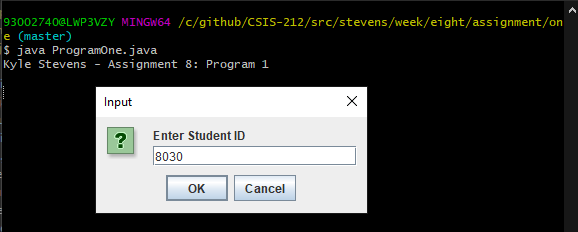 93002740@LWP3VZY MINGW64 /c/github/CSIS-212/src/stevens/week/eight/assignment/on
e (master)
$ java ProgramOne.java
Kyle Stevens - Assignment 8: Program 1
Input
?
Enter Student ID
8030
OK Cancel